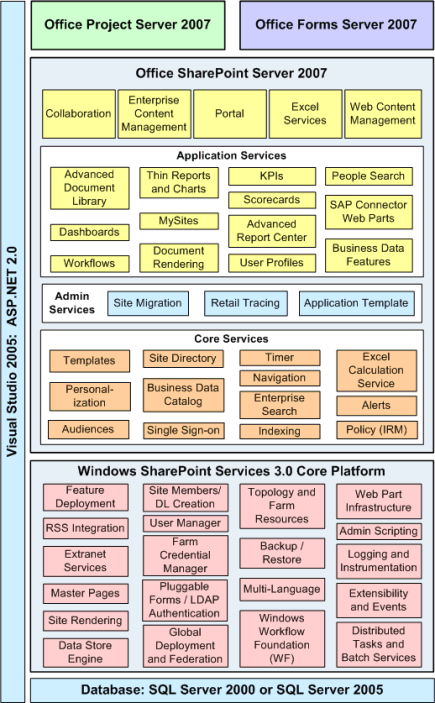 Visual Studio 2005: ASP.NET 2.0
Office Project Server 2007
Office Forms Server 2007
Office SharePoint Server 2007
Collaboration
Enterprise
Content
Management
Portal
Excel
Services
Web Content
Management
Application Services
Advanced
Document
Library
Dashboards
Workflows
Thin Reports
and Charts
MySites
Document
Rendering
KPIs
Scorecards
Advanced
Report Center
User Profiles
People Search
SAP Connector
Web Parts
Business Data
Features
Admin
Services
Site Migration
Retail Tracing
Application Template
Core Services
Templates
Personal-
ization
Audiences
Site Directory
Business Data
Catalog
Single Sign-on
Timer
Navigation
Enterprise
Search
Indexing
Excel
Calculation
Service
Alerts
Policy (IRM)
Windows SharePoint Services 3.0 Core Platform
Feature
Deployment
RSS Integration
Extranet
Services
Master Pages
Site Rendering
Data Store
Engine
Site Members/
DL Creation
User Manager
Farm
Credential
Manager
Pluggable
Forms / LDAP
Authentication
Global
Deployment
and Federation
Topology and
Farm
Resources
Backup /
Restore
Multi-Language
Windows
Workflow
Foundation
(WF)
Web Part
Infrastructure
Admin Scripting
Logging and
Instrumentation
Extensibility
and Events
Distributed
Tasks and
Batch Services
Database: SQL Server 2000 or SQL Server 2005